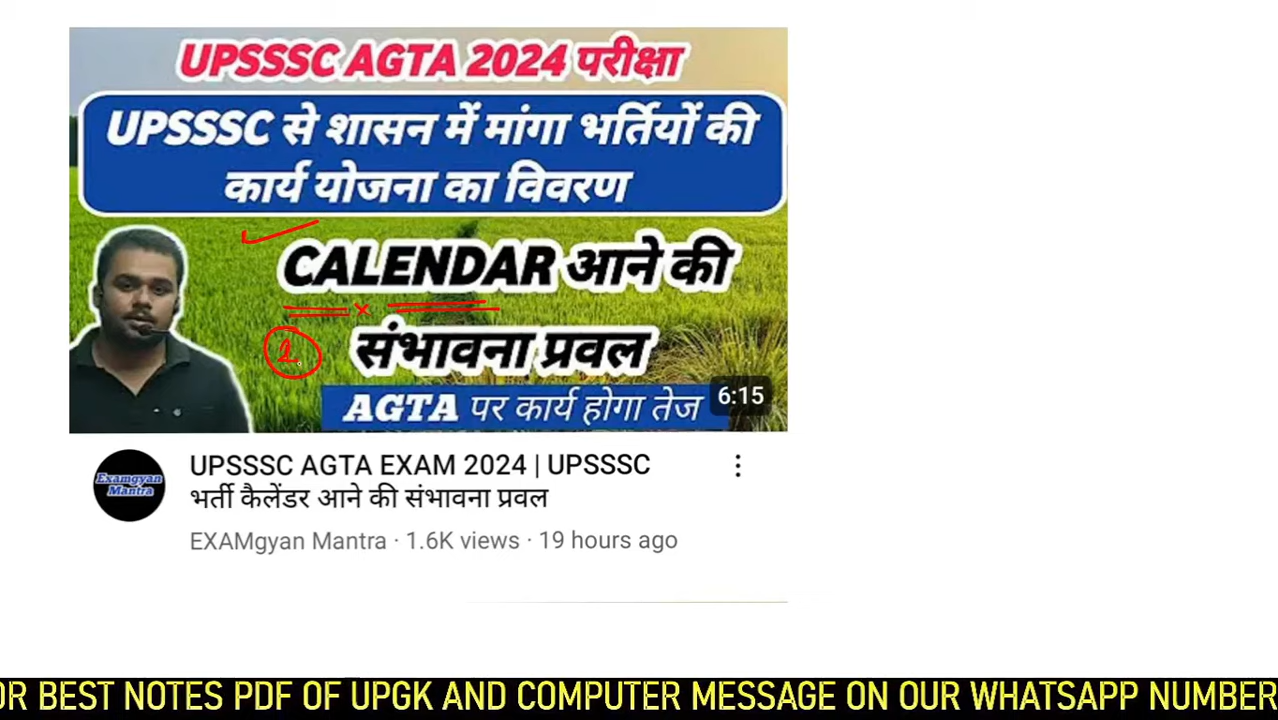 UPSSSC AGTA 2024 परीक्षा
UPSSSC से शासन में मांगा भर्तियों की
कार्य योजना का विवरण
CALENDAR आने की
2
संभावना प्रवल
AGTA पर कार्य होगा तेज
6:15
Examgyan
Mantra
UPSSSC AGTA EXAM 2024 | UPSSSC
भर्ती कैलेंडर आने की संभावना प्रवल
EXAMgyan Mantra · 1.6K views · 19 hours ago
OR BEST NOTES PDF OF UPGK AND COMPUTER MESSAGE ON OUR WHATSAPP NUMBER